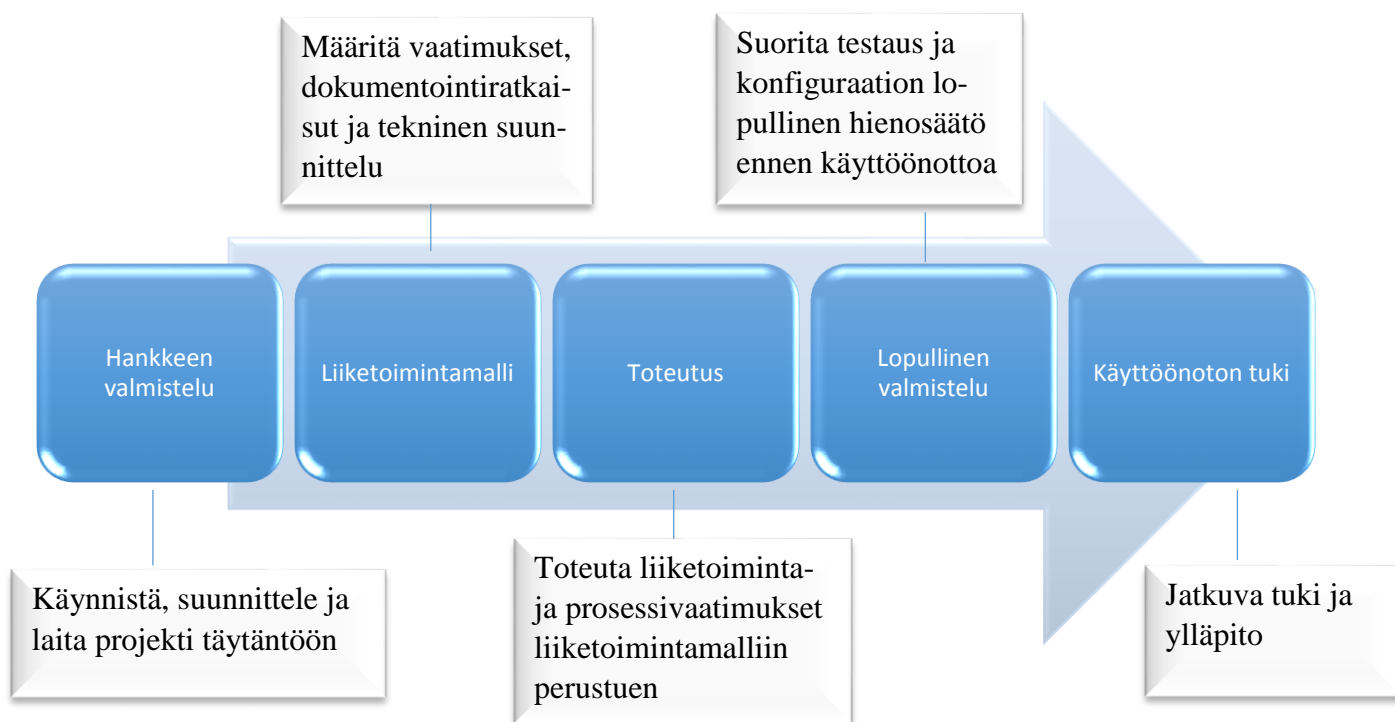 Määritä vaatimukset,
dokumentointiratkai-
sut ja tekninen suun-
nittelu
Suorita testaus ja
konfiguraation lo-
pullinen hienosäätö
ennen käyttöönottoa
Hankkeen
valmistelu
Liiketoimintamalli
Toteutus
Lopullinen
valmistelu
Käyttöönoton tuki
Käynnistä, suunnittele ja
laita projekti täytäntöön
Toteuta liiketoiminta-
ja prosessivaatimukset
liiketoimintamalliin
perustuen
Jatkuva tuki ja
ylläpito